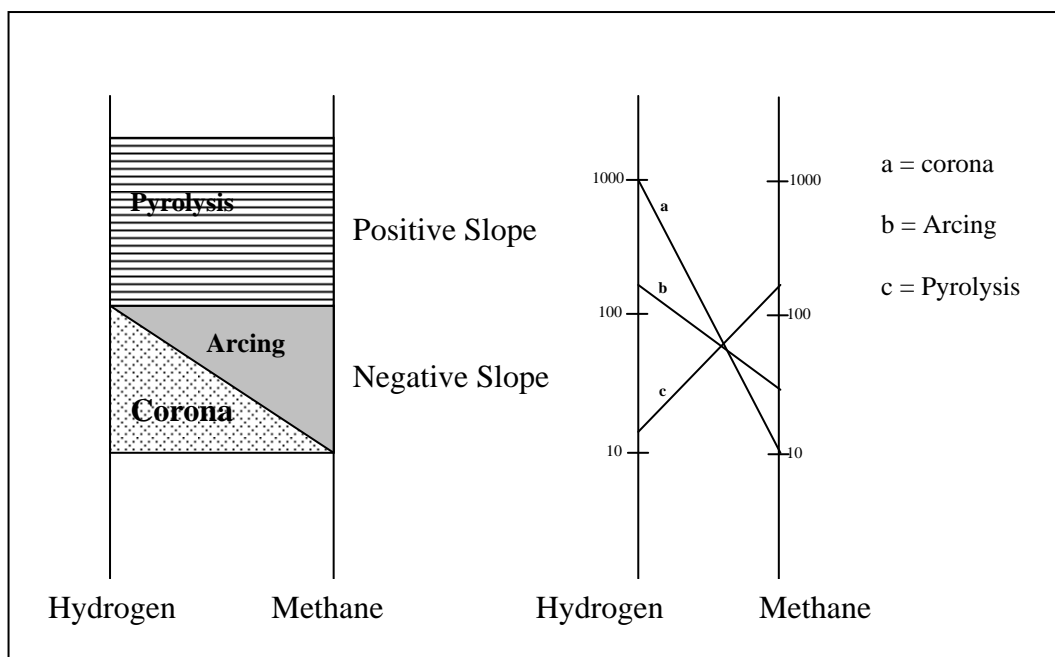 Pyrolysis
Positive Slope
Arcing
Negative Slope
Corona
Hydrogen
Methane
1000
1000
a
b
100
100
c
10
10
Hydrogen
Methane
a = corona
b = Arcing
c = Pyrolysis